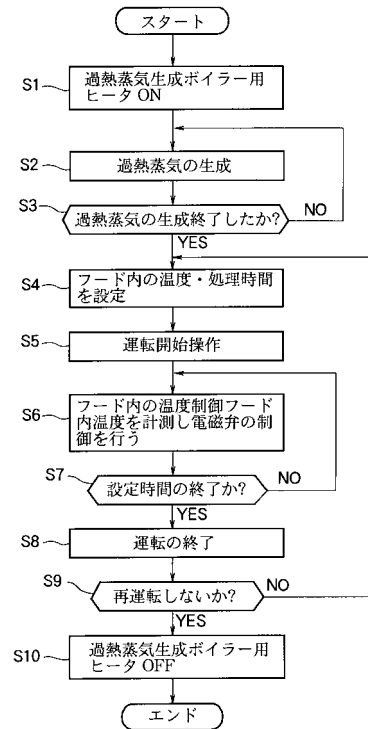 スタート
S1
過熱蒸気生成ボイラー用
ヒータON
S2
過熱蒸気の生成
S3
過熱蒸気の生成終了したか?
NO
YES
S4
フード内の温度・処理時間
を設定
S5
運転開始操作
S6
フード内の温度制御フード
内温度を計測し電磁弁の制
御を行う
S7
設定時間の終了か?
NO
YES
S8
運転の終了
S9
再運転しないか?
NO
YES
S10
過熱蒸気生成ボイラー用
ヒータOFF
エンド